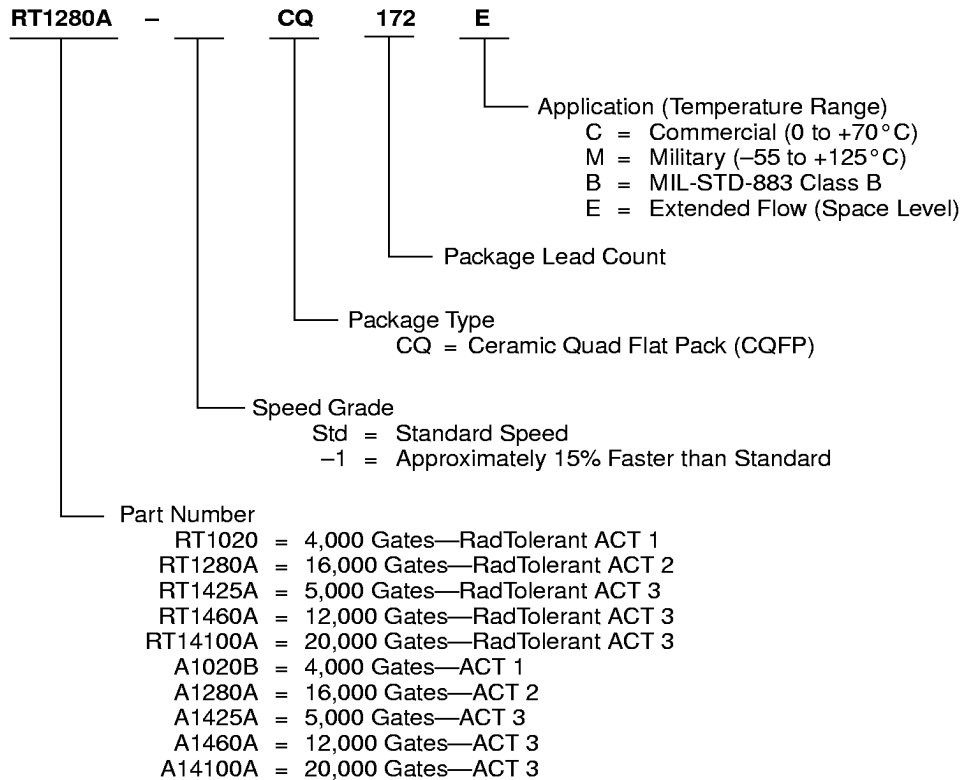 RT1280A – CQ 172 E
Application (Temperature Range)
C = Commercial (0 to +70°C)
M = Military (–55 to +125°C)
B = MIL-STD-883 Class B
E = Extended Flow (Space Level)
Package Lead Count
Package Type
CQ = Ceramic Quad Flat Pack (CQFP)
Speed Grade
Std = Standard Speed
–1 = Approximately 15% Faster than Standard
Part Number
RT1020 = 4,000 Gates—RadTolerant ACT 1
RT1280A = 16,000 Gates—RadTolerant ACT 2
RT1425A = 5,000 Gates—RadTolerant ACT 3
RT1460A = 12,000 Gates—RadTolerant ACT 3
RT14100A = 20,000 Gates—RadTolerant ACT 3
A1020B = 4,000 Gates—ACT 1
A1280A = 16,000 Gates—ACT 2
A1425A = 5,000 Gates—ACT 3
A1460A = 12,000 Gates—ACT 3
A14100A = 20,000 Gates—ACT 3